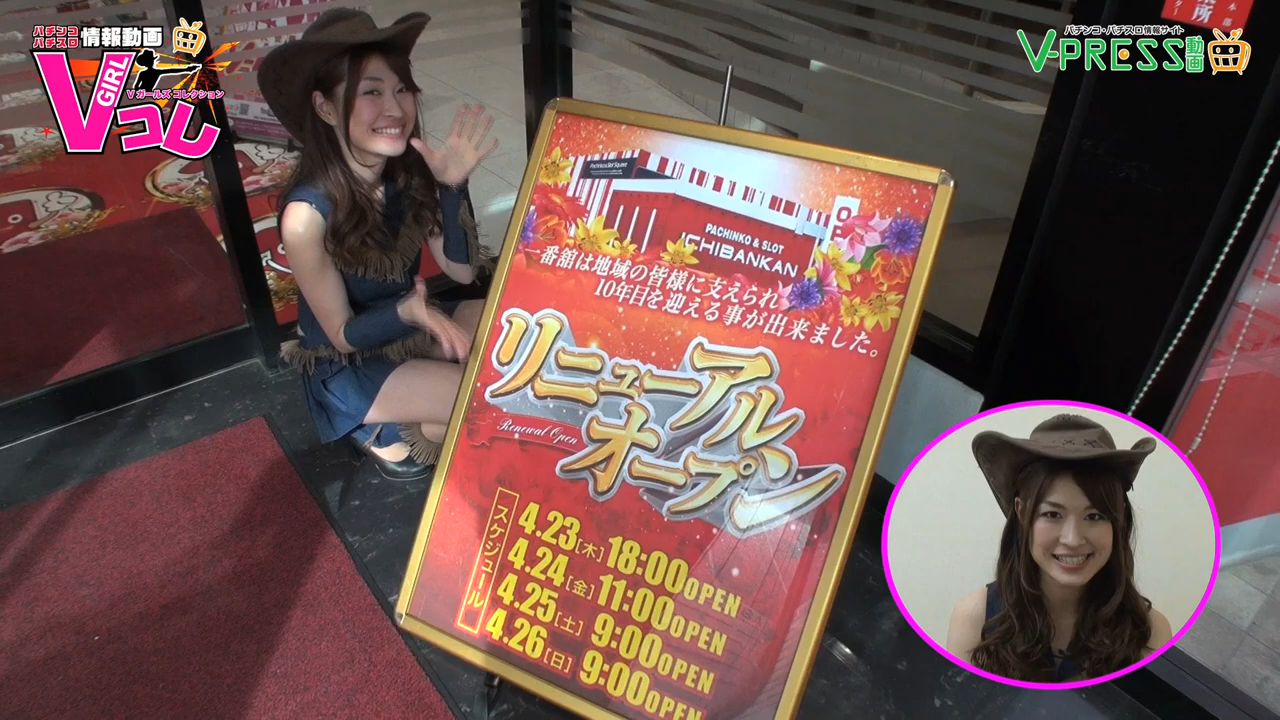 パチンコ
パチスロ 情報動画
V GIRL コレ
V ガールズ コレクション
パチンコ・パチスロ情報サイト
V-PRESS動画
PACHINKO & SLOT
ICHIBANKAN
一番舘は地域の皆様に支えられ
10年目を迎える事が出来ました。
リニューアル
オープン
Renewal Open
スケジュール
4.23[木] 18:00OPEN
4.24[金] 11:00OPEN
4.25[土] 9:00OPEN
4.26[日] 9:00OPEN